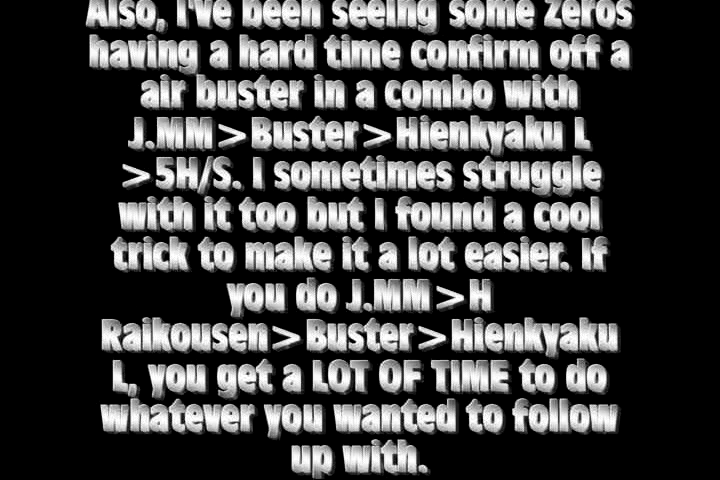 Also, I've been seeing some Zeros
having a hard time confirm off a
air buster in a combo with
J.MM>Buster>Hienkyaku L
>5H/S. I sometimes struggle
with it too but I found a cool
trick to make it a lot easier. If
you do J.MM>H
Raikousen>Buster>Hienkyaku
L, you get a LOT OF TIME to do
whatever you wanted to follow
up with.